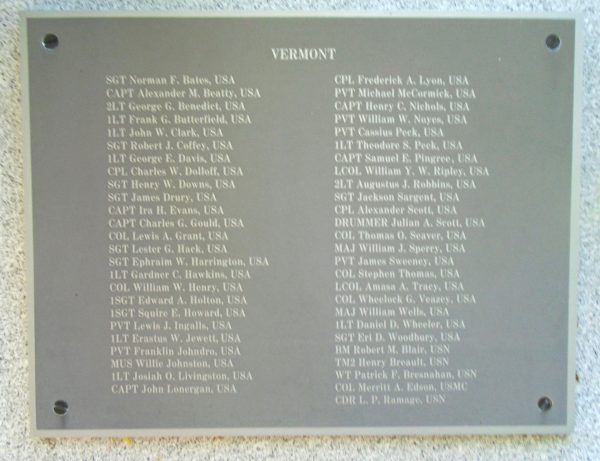 VERMONT
SGT Norman F. Bates, USA
CAPT Alexander M. Beatty, USA
2LT George G. Benedict, USA
1LT Frank G. Butterfield, USA
1LT John W. Clark, USA
SGT Robert J. Coffey, USA
1LT George E. Davis, USA
CPL Charles W. Dolloff, USA
SGT Henry W. Downs, USA
SGT James Drury, USA
CAPT Ira H. Evans, USA
CAPT Charles G. Gould, USA
COL Lewis A. Grant, USA
SGT Lester G. Hack, USA
SGT Ephraim W. Harrington, USA
1LT Gardner C. Hawkins, USA
COL William W. Henry, USA
1SGT Edward A. Holton, USA
1SGT Squire E. Howard, USA
PVT Lewis J. Ingalls, USA
1LT Erastus W. Jewett, USA
PVT Franklin Johndro, USA
MUS Willie Johnston, USA
1LT Josiah O. Livingston, USA
CAPT John Lonergan, USA
CPL Frederick A. Lyon, USA
PVT Michael McCormick, USA
CAPT Henry C. Nichols, USA
PVT William W. Noyes, USA
PVT Cassius Peck, USA
1LT Theodore S. Peck, USA
CAPT Samuel E. Pingree, USA
LCOL William Y. W. Ripley, USA
2LT Augustus J. Robbins, USA
SGT Jackson Sargent, USA
CPL Alexander Scott, USA
DRUMMER Julian A. Scott, USA
COL Thomas O. Seaver, USA
MAJ William J. Sperry, USA
PVT James Sweeney, USA
COL Stephen Thomas, USA
LCOL Amasa A. Tracy, USA
COL Wheelock G. Veazey, USA
MAJ William Wells, USA
1LT Daniel D. Wheeler, USA
SGT Eri D. Woodbury, USA
BM Robert M. Blair, USN
TM2 Henry Breault, USN
WT Patrick F. Bresnahan, USN
COL Merritt A. Edson, USMC
CDR L. P. Ramage, USN